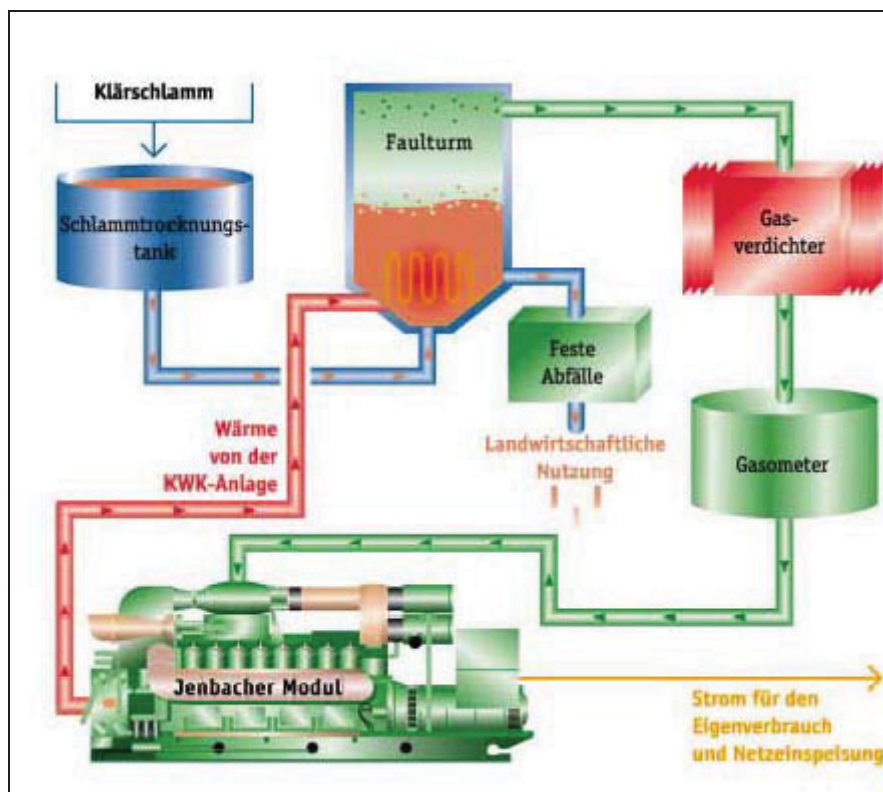 Klärschlamm
Schlammtrocknungs-
tank
Faulturm
Gas-
verdichter
Feste
Abfälle
Landwirtschaftliche
Nutzung
Gasometer
Wärme
von der
KWK-Anlage
Jenbacher Modul
Strom für den
Eigenverbrauch
und Netzeinspeisung